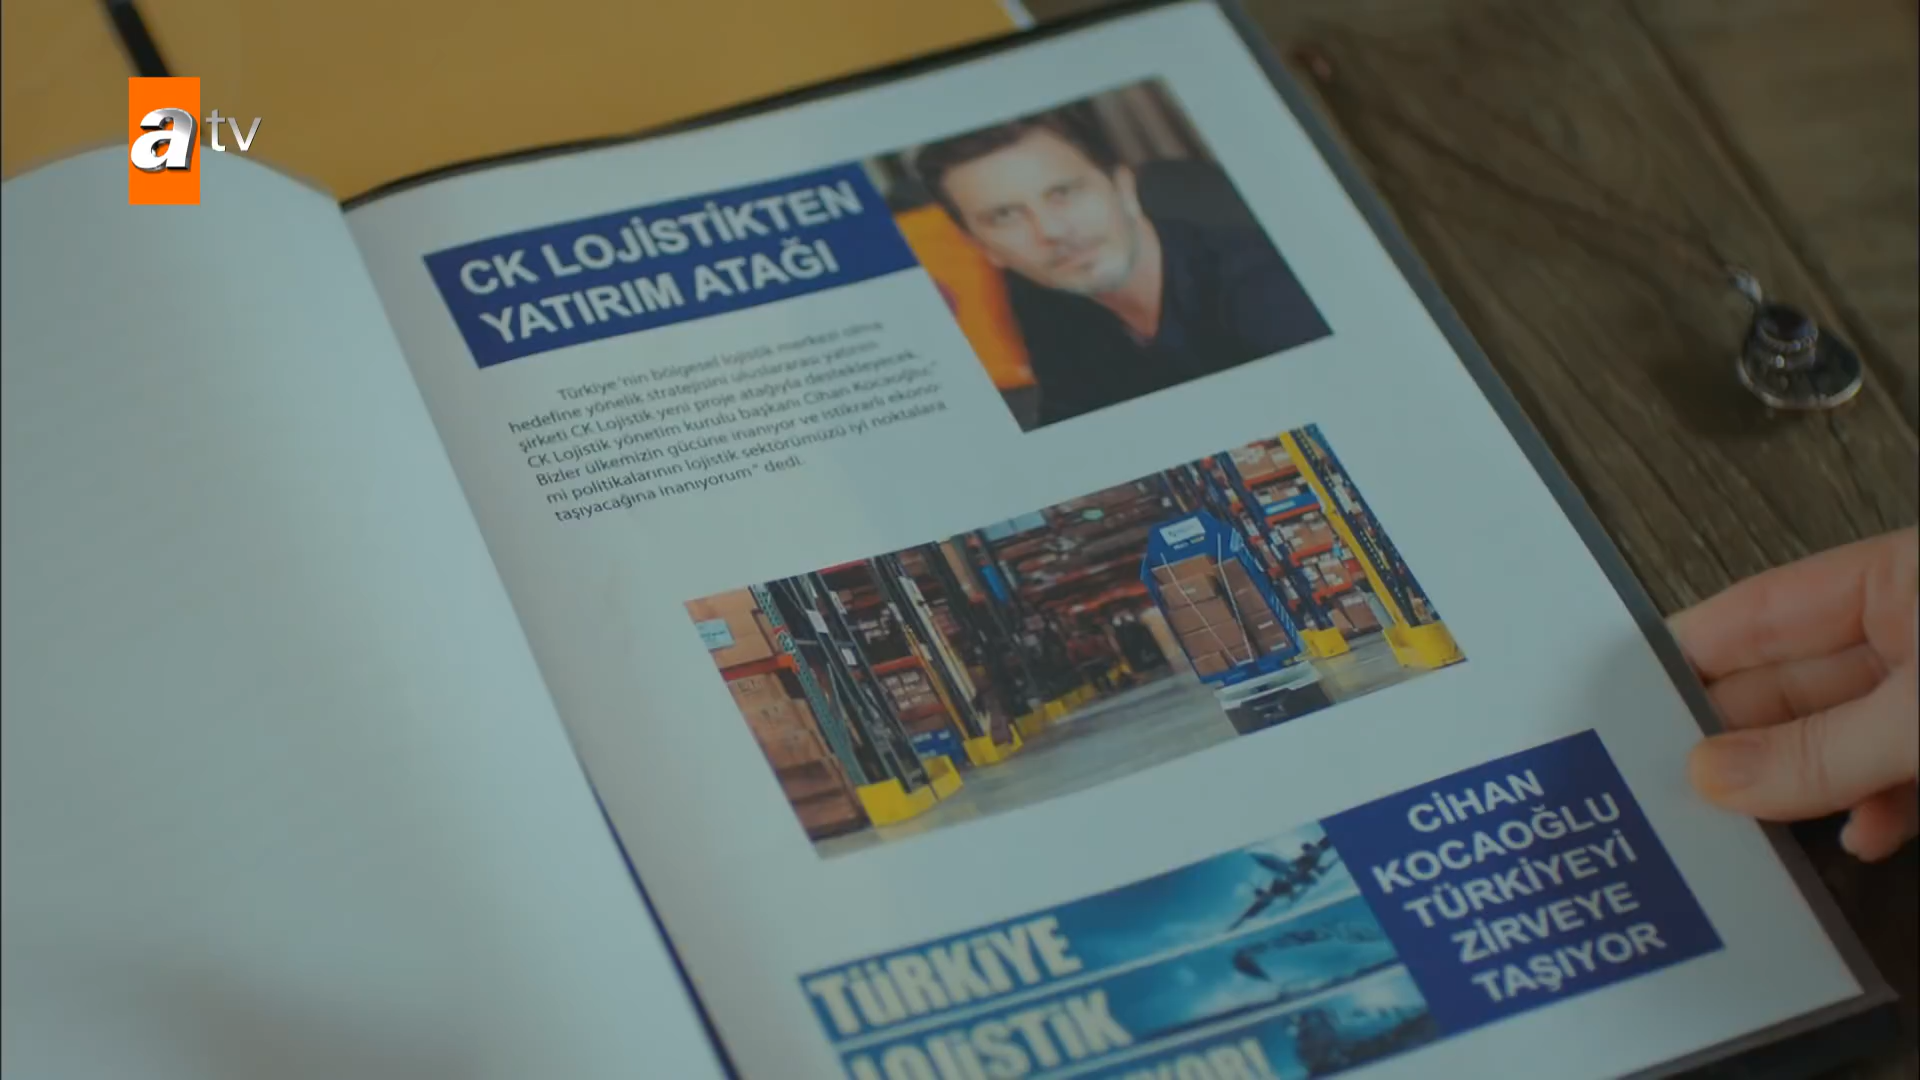 a tv
CK LOJİSTİKTEN
YATIRIM ATAĞI
Türkiye'nin bölgesel lojistik merkezi olma
hedefine yönelik stratejisini uluslararası yatırım
şirketi CK Lojistik yeni proje atağıyla destekleyecek.
CK Lojistik yönetim kurulu başkanı Cihan Kocaoğlu;"
Bizler ülkemizin gücüne inanıyor ve istikrarlı ekono-
mi politikalarının lojistik sektörümüzü iyi noktalara
taşıyacağına inanıyorum" dedi.
CİHAN
KOCAOĞLU
TÜRKİYEYİ
ZİRVEYE
TAŞIYOR
TÜRKİYE
LOJİSTİK